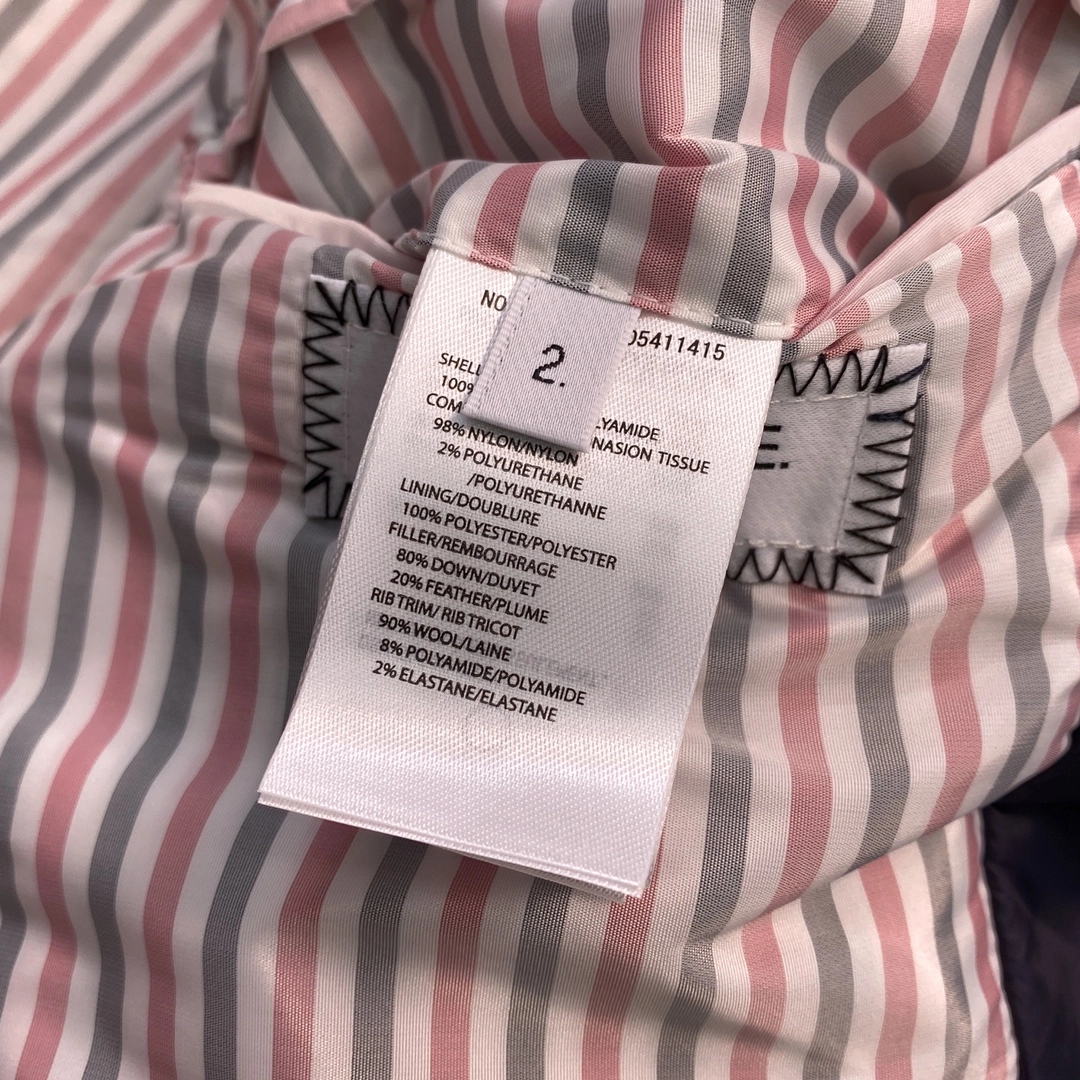 NO
05411415
2.
SHELL
100%
LYAMIDE
COM
NASION TISSUE
98% NYLON/NYLON
2% POLYURETHANE
/POLYURETHANNE
LINING/DOUBLURE
100% POLYESTER/POLYESTER
FILLER/REMBOURRAGE
80% DOWN/DUVET
20% FEATHER/PLUME
RIB TRIM/ RIB TRICOT
90% WOOL/LAINE
8% POLYAMIDE/POLYAMIDE
2% ELASTANE/ELASTANE
E.